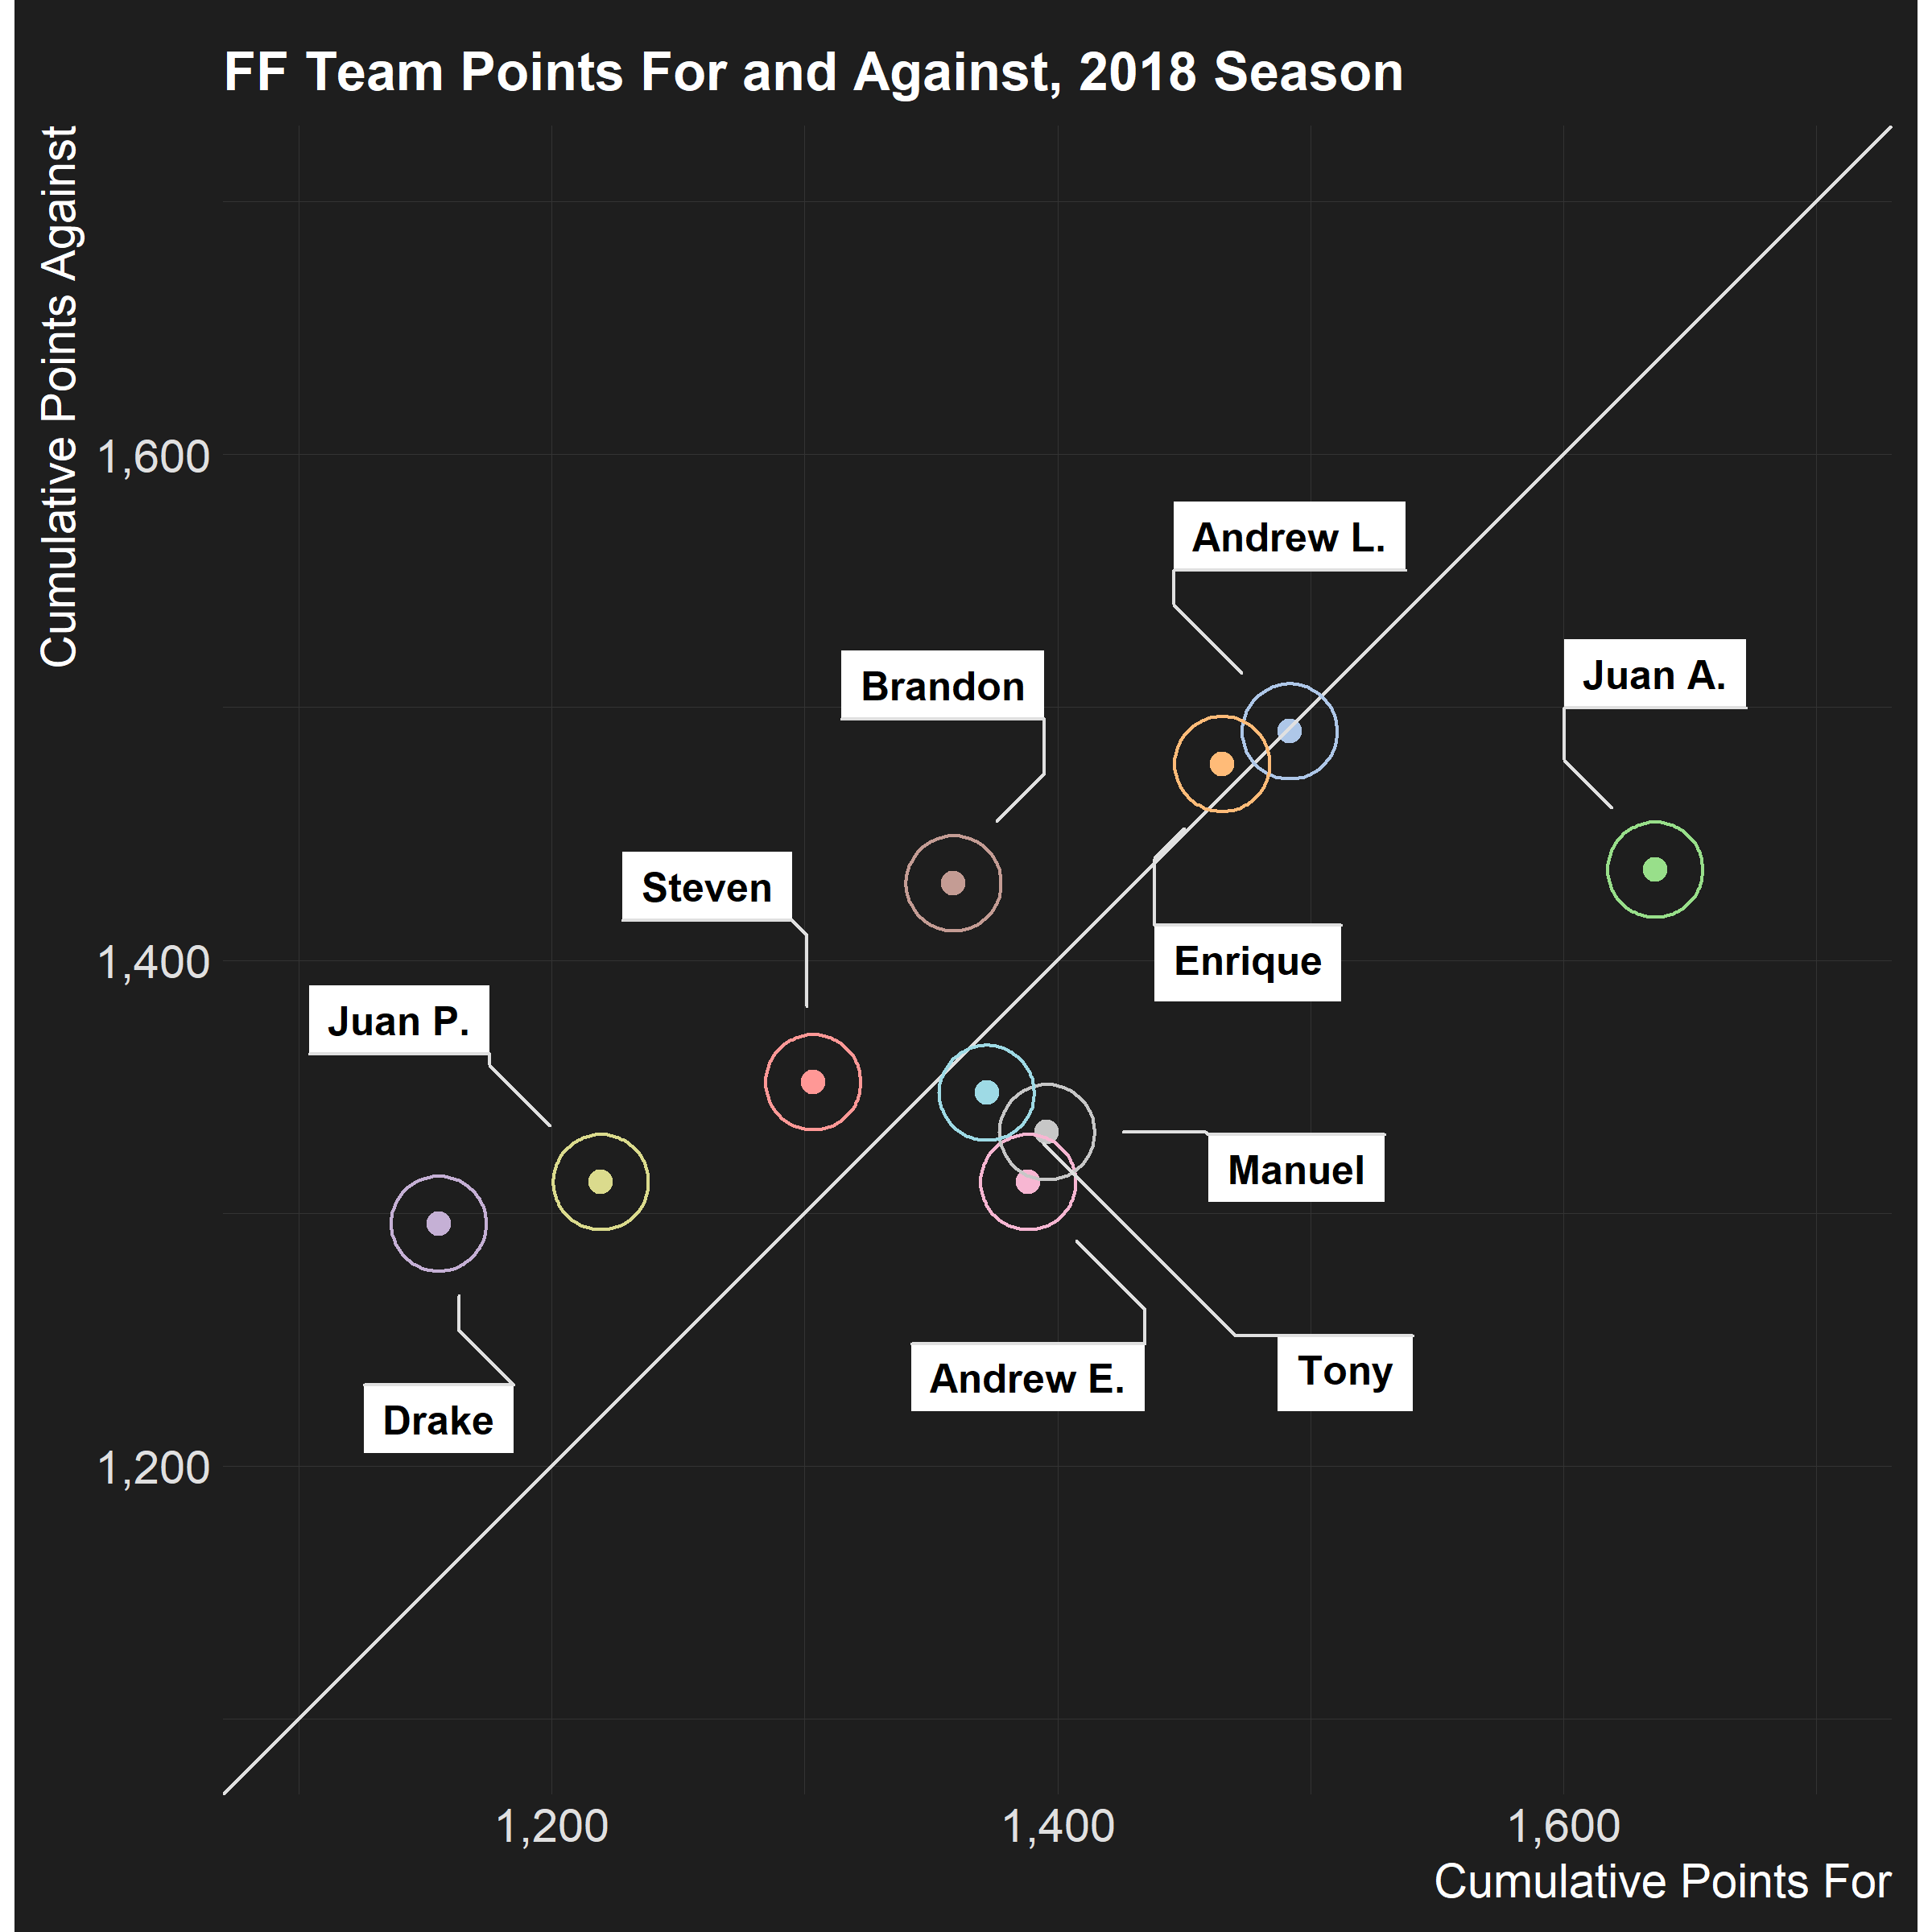 FF Team Points For and Against, 2018 Season
Cumulative Points Against
1,600
1,400
1,200
Andrew L.
Juan A.
Brandon
Steven
Enrique
Juan P.
Manuel
Andrew E.
Tony
Drake
1,200
1,400
1,600
Cumulative Points For